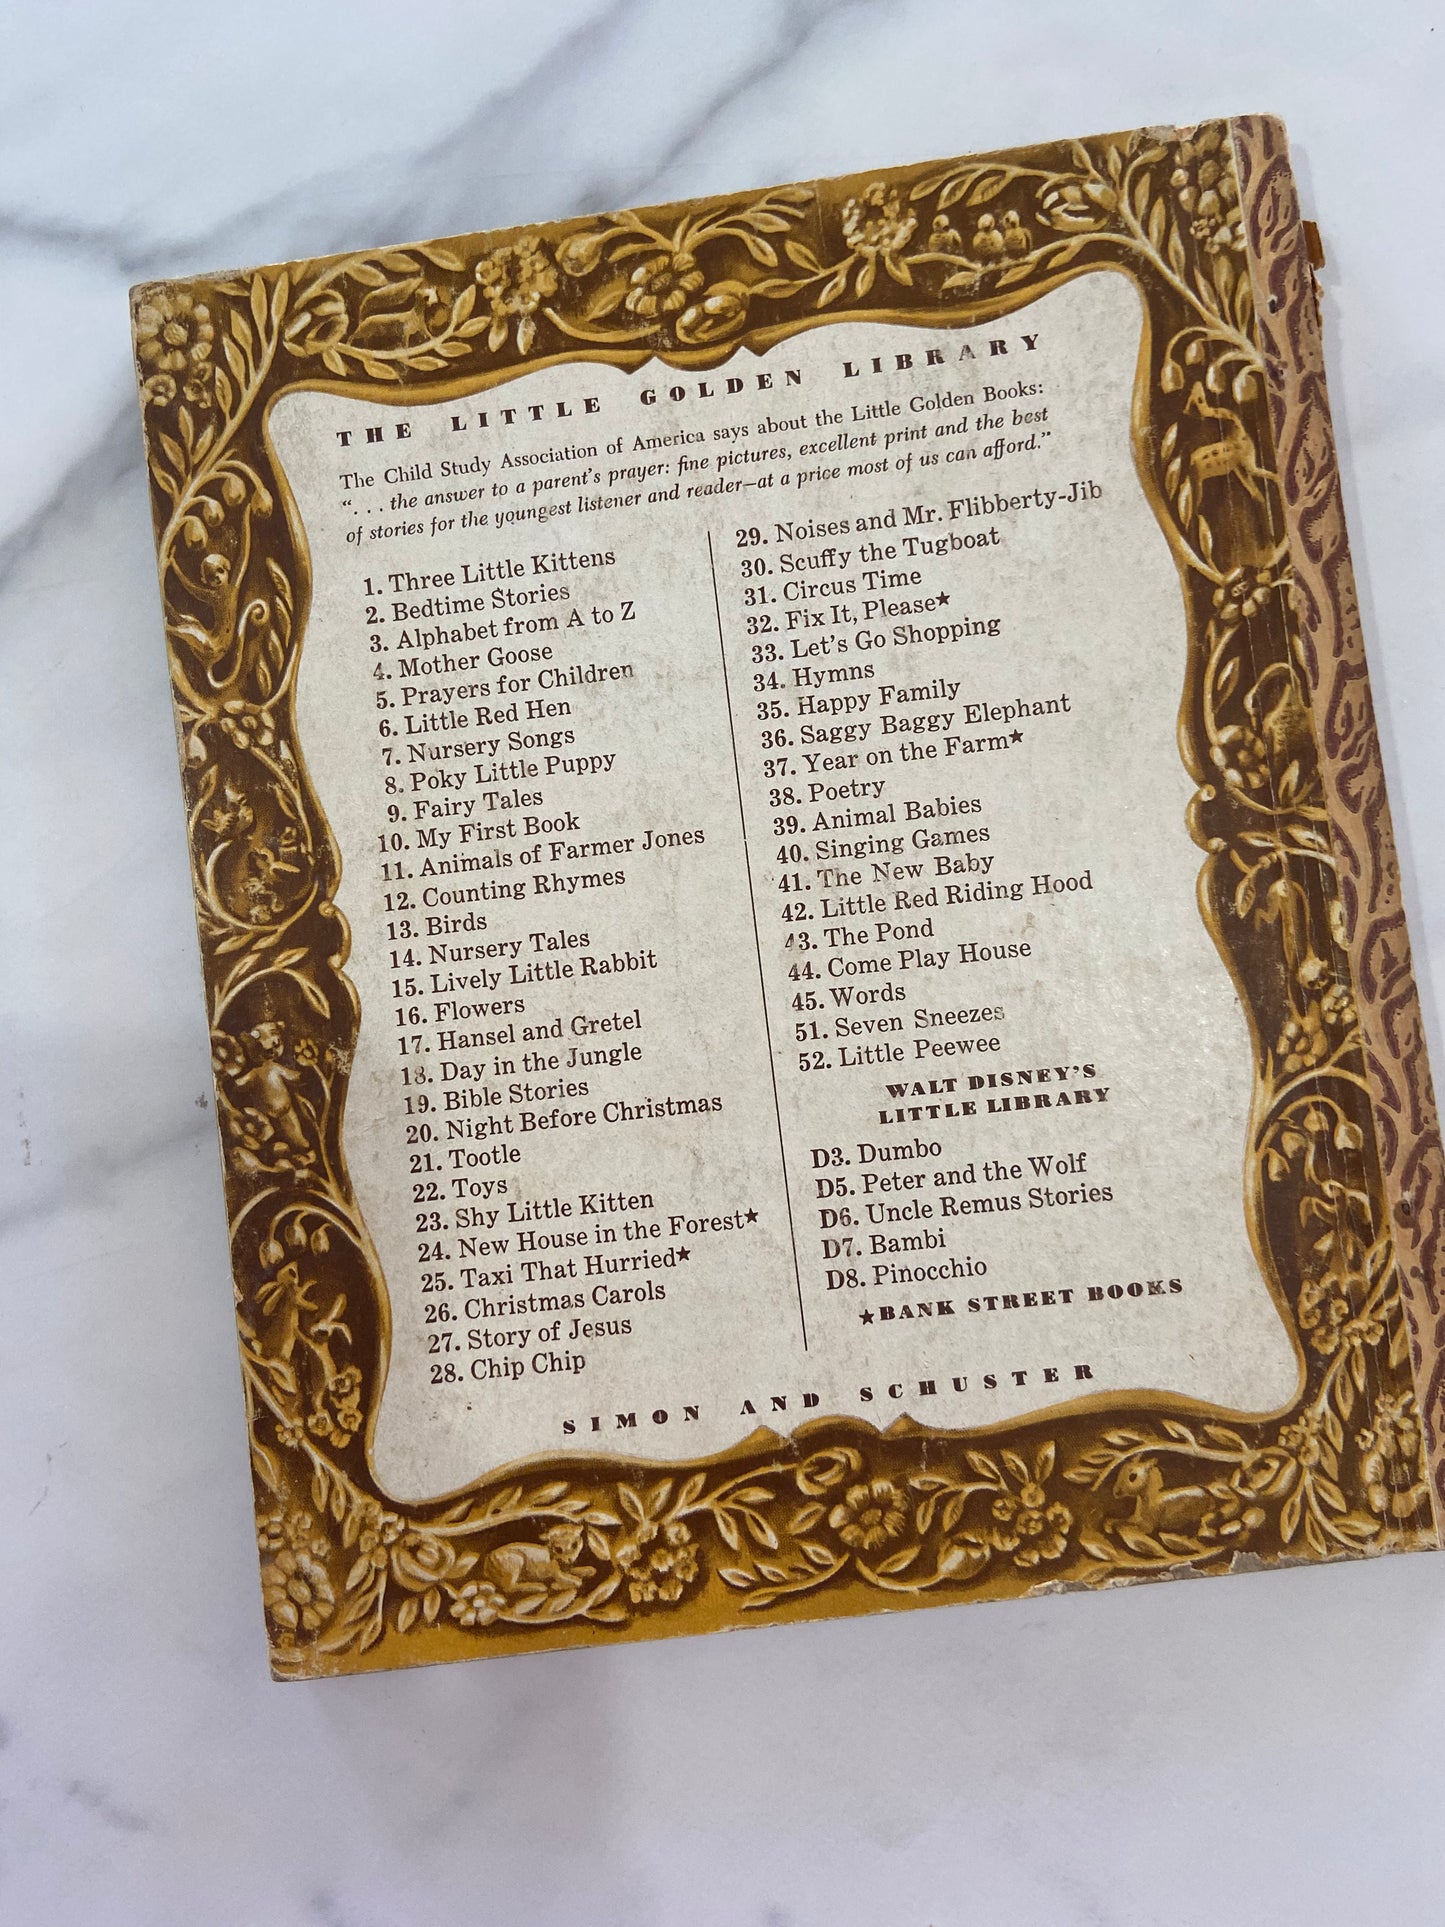 THE LITTLE GOLDEN LIBRARY
The Child Study Association of America says about the Little Golden Books:
“. . . the answer to a parent’s prayer: fine pictures, excellent print and the best
of stories for the youngest listener and reader—at a price most of us can afford.”
1. Three Little Kittens
2. Bedtime Stories
3. Alphabet from A to Z
4. Mother Goose
5. Prayers for Children
6. Little Red Hen
7. Nursery Songs
8. Poky Little Puppy
9. Fairy Tales
10. My First Book
11. Animals of Farmer Jones
12. Counting Rhymes
13. Birds
14. Nursery Tales
15. Lively Little Rabbit
16. Flowers
17. Hansel and Gretel
18. Day in the Jungle
19. Bible Stories
20. Night Before Christmas
21. Tootle
22. Toys
23. Shy Little Kitten
24. New House in the Forest★
25. Taxi That Hurried★
26. Christmas Carols
27. Story of Jesus
28. Chip Chip
29. Noises and Mr. Flibberty-Jib
30. Scuffy the Tugboat
31. Circus Time
32. Fix It, Please★
33. Let’s Go Shopping
34. Hymns
35. Happy Family
36. Saggy Baggy Elephant
37. Year on the Farm★
38. Poetry
39. Animal Babies
40. Singing Games
41. The New Baby
42. Little Red Riding Hood
43. The Pond
44. Come Play House
45. Words
51. Seven Sneezes
52. Little Peewee
WALT DISNEY’S
LITTLE LIBRARY
D3. Dumbo
D5. Peter and the Wolf
D6. Uncle Remus Stories
D7. Bambi
D8. Pinocchio
★BANK STREET BOOKS
SIMON AND SCHUSTER